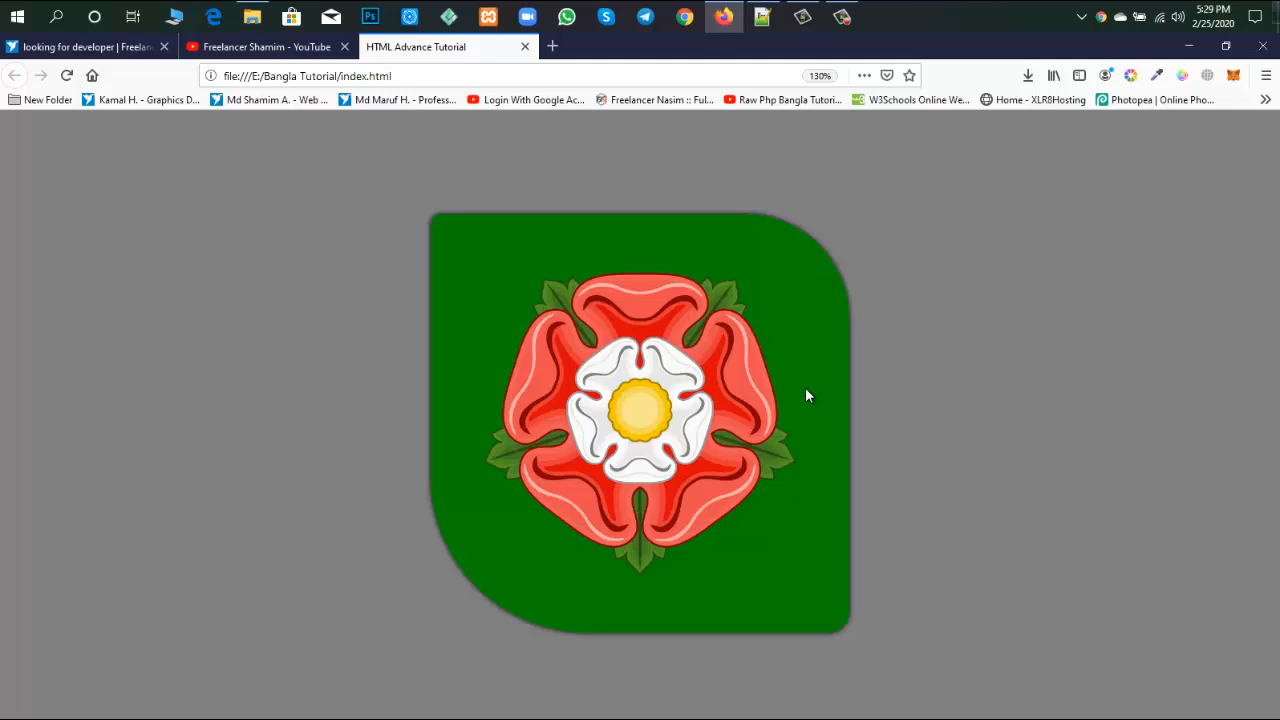 5:29 PM
2/25/2020
looking for developer | Freelan
Freelancer Shamim - YouTube
HTML Advance Tutorial
file:///E:/Bangla Tutorial/index.html
130%
New Folder
Kamal H. - Graphics D...
Md Shamim A. - Web ...
Md Maruf H. - Profess...
Login With Google Ac...
Freelancer Nasim :: Ful...
Raw Php Bangla Tutori...
W3Schools Online We...
Home - XLR8Hosting
Photopea | Online Pho...